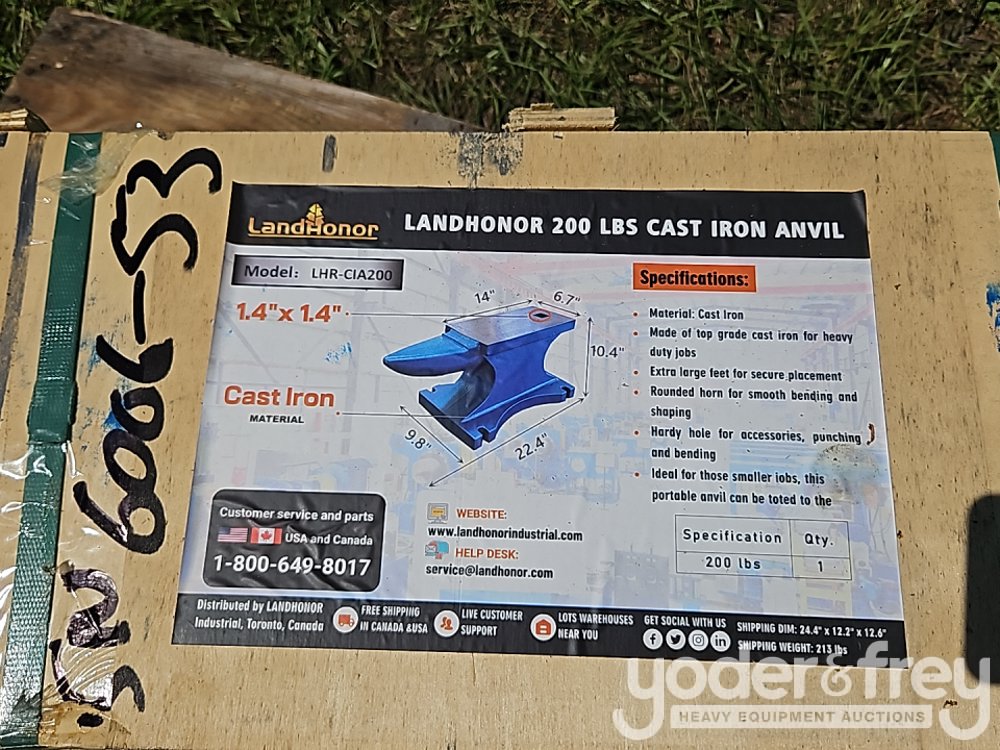 SN 6006-53
LandHonor
LANDHONOR 200 LBS CAST IRON ANVIL
Model: LHR-CIA200
1.4"x 1.4"
Cast Iron
MATERIAL
14"
6.7"
10.4"
9.8"
22.4"
Specifications:
• Material: Cast Iron
• Made of top grade cast iron for heavy
duty jobs
• Extra large feet for secure placement
• Rounded horn for smooth bending and
shaping
• Hardy hole for accessories, punching
and bending
• Ideal for those smaller jobs, this
portable anvil can be toted to the
Specification Qty.
200 lbs 1
Customer service and parts
USA and Canada
1-800-649-8017
WEBSITE:
www.landhonorindustrial.com
HELP DESK:
service@landhonor.com
Distributed by LANDHONOR
Industrial, Toronto, Canada
FREE SHIPPING
IN CANADA &USA
LIVE CUSTOMER
SUPPORT
LOTS WAREHOUSES
NEAR YOU
GET SOCIAL WITH US
SHIPPING DIM: 24.4" x 12.2" x 12.6"
SHIPPING WEIGHT: 213 lbs
yoder&frey
HEAVY EQUIPMENT AUCTIONS